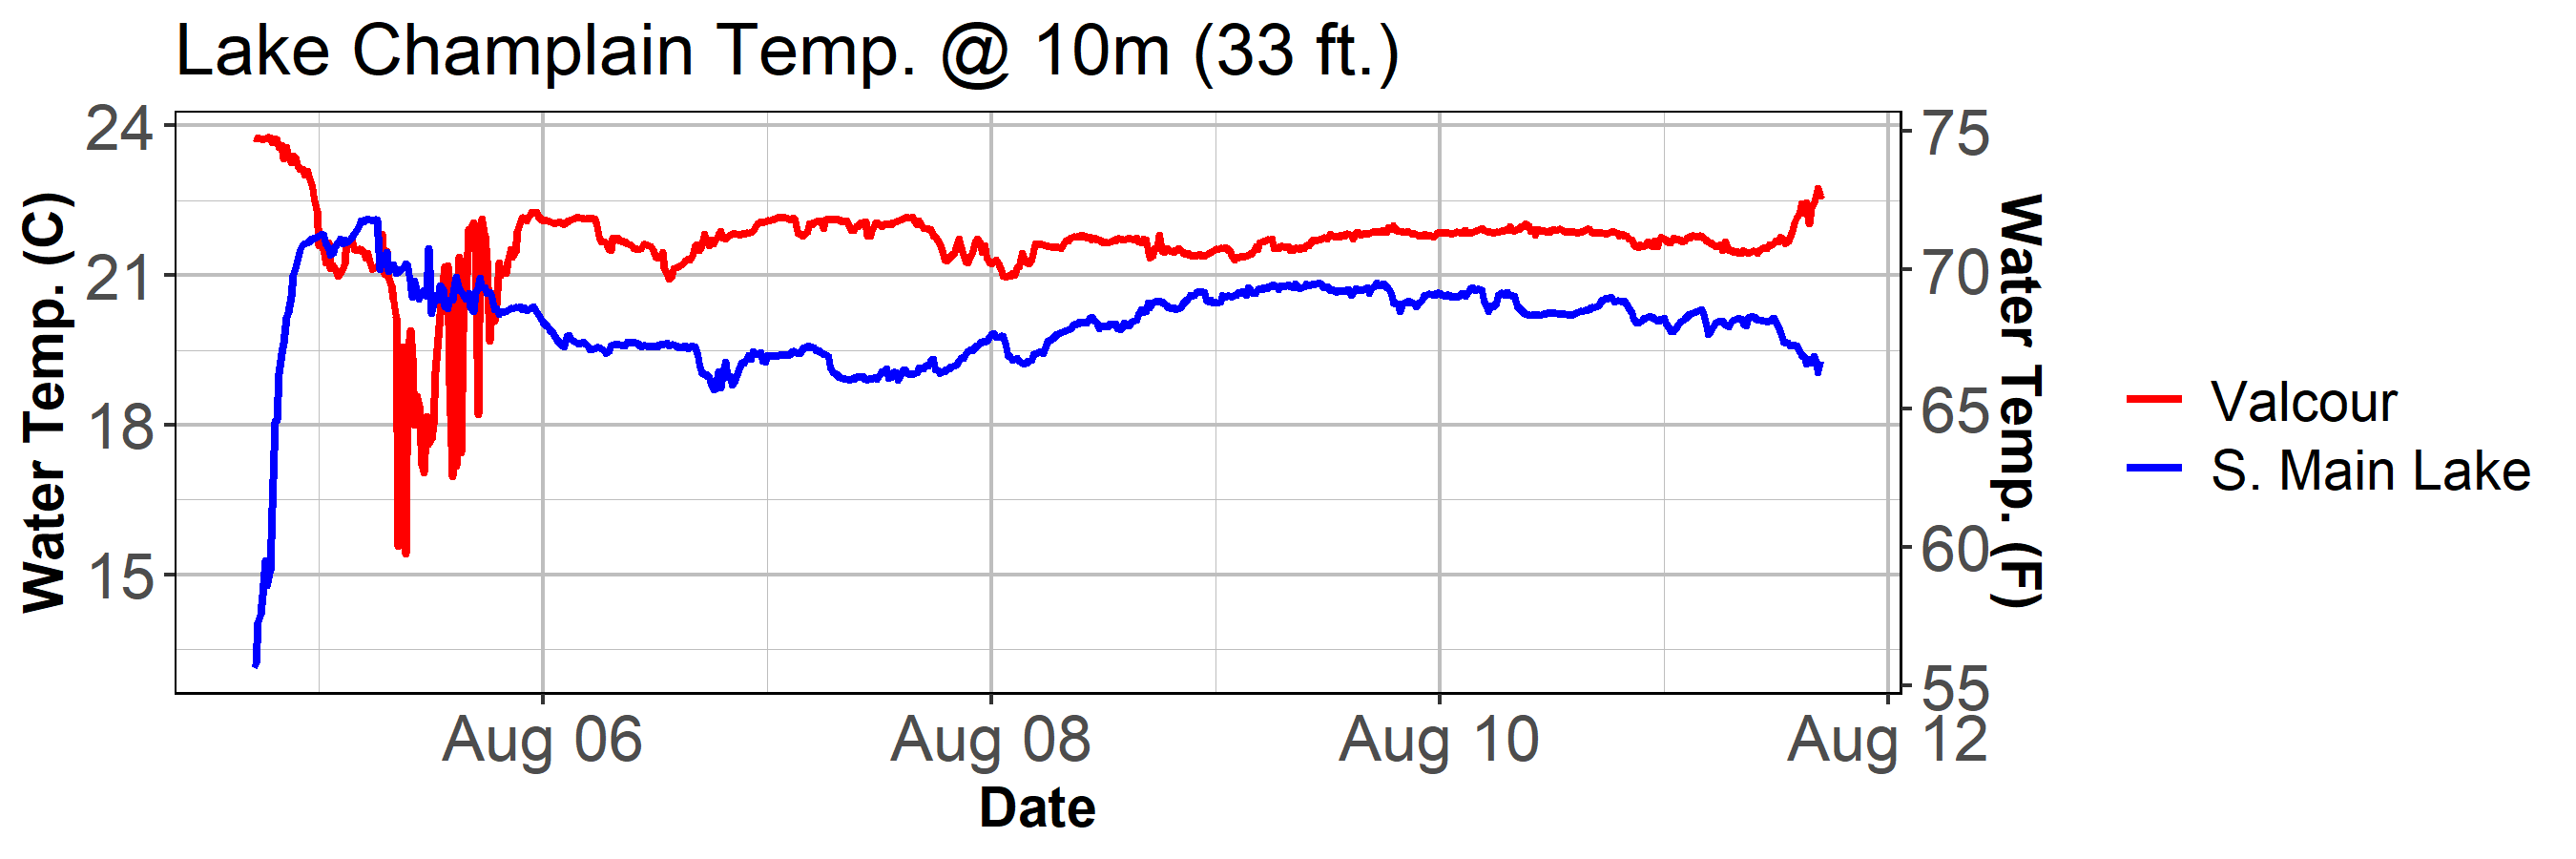 Lake Champlain Temp. @ 10m (33 ft.)
Water Temp. (C)
24
21
18
15
75
70
65
60
55
Water Temp. (F)
Aug 06
Aug 08
Aug 10
Aug 12
Date
Valcour
S. Main Lake